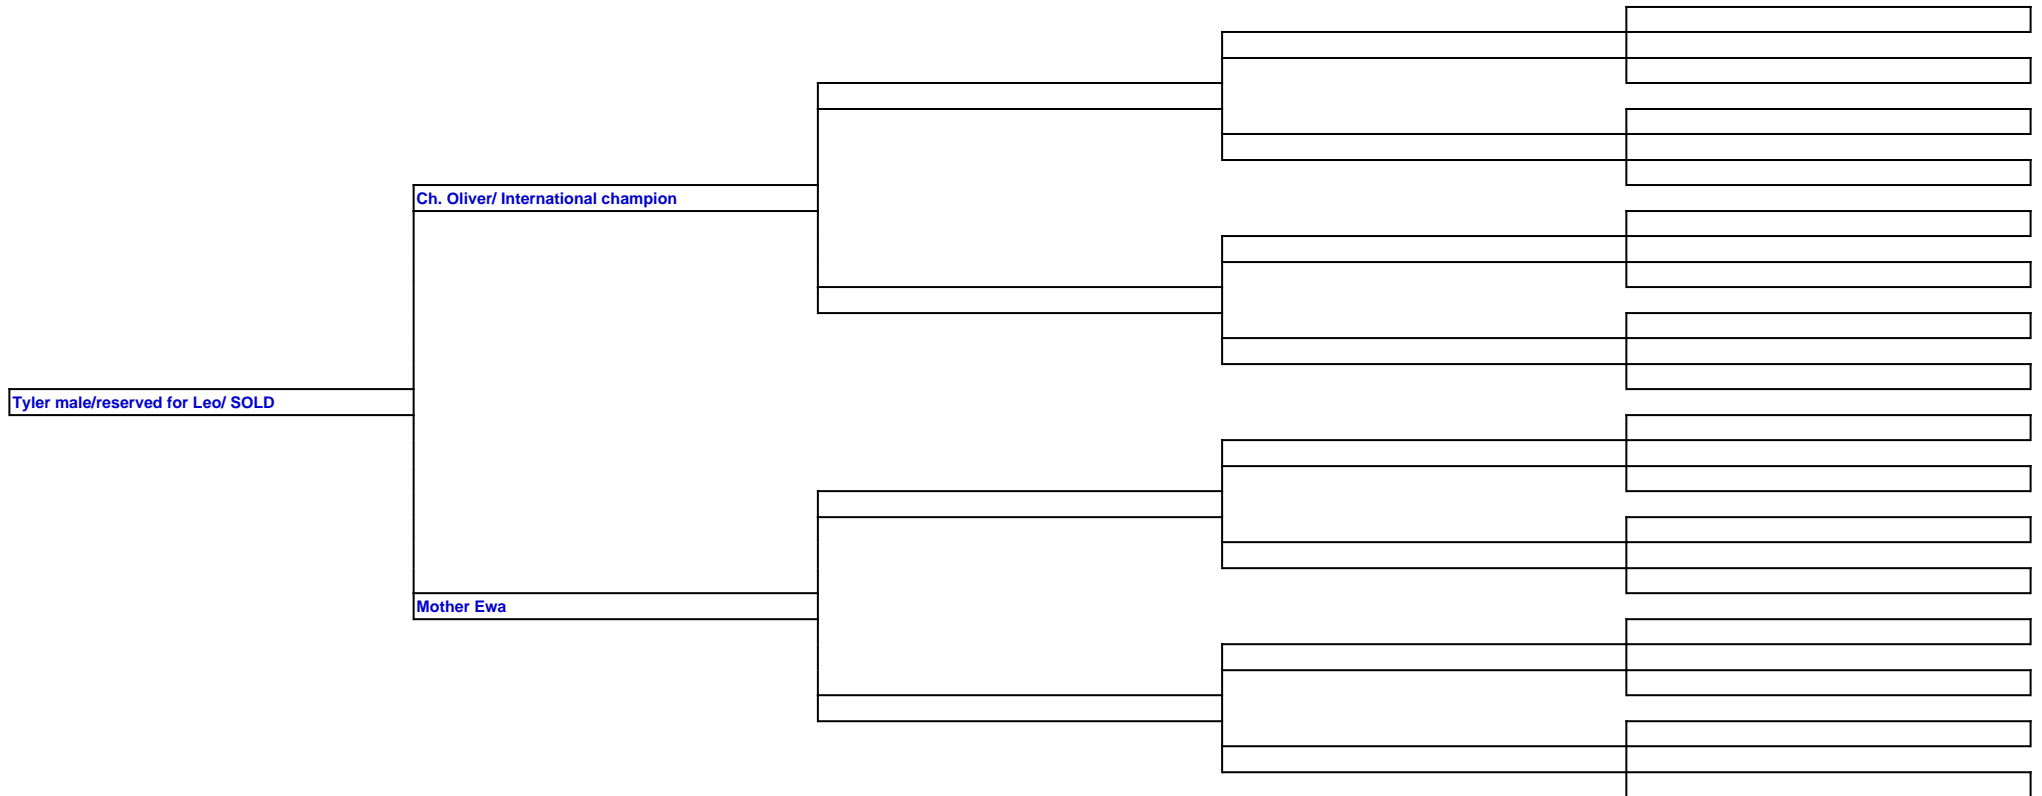 Ch. Oliver/ International champion
Tyler male/reserved for Leo/ SOLD
Mother Ewa